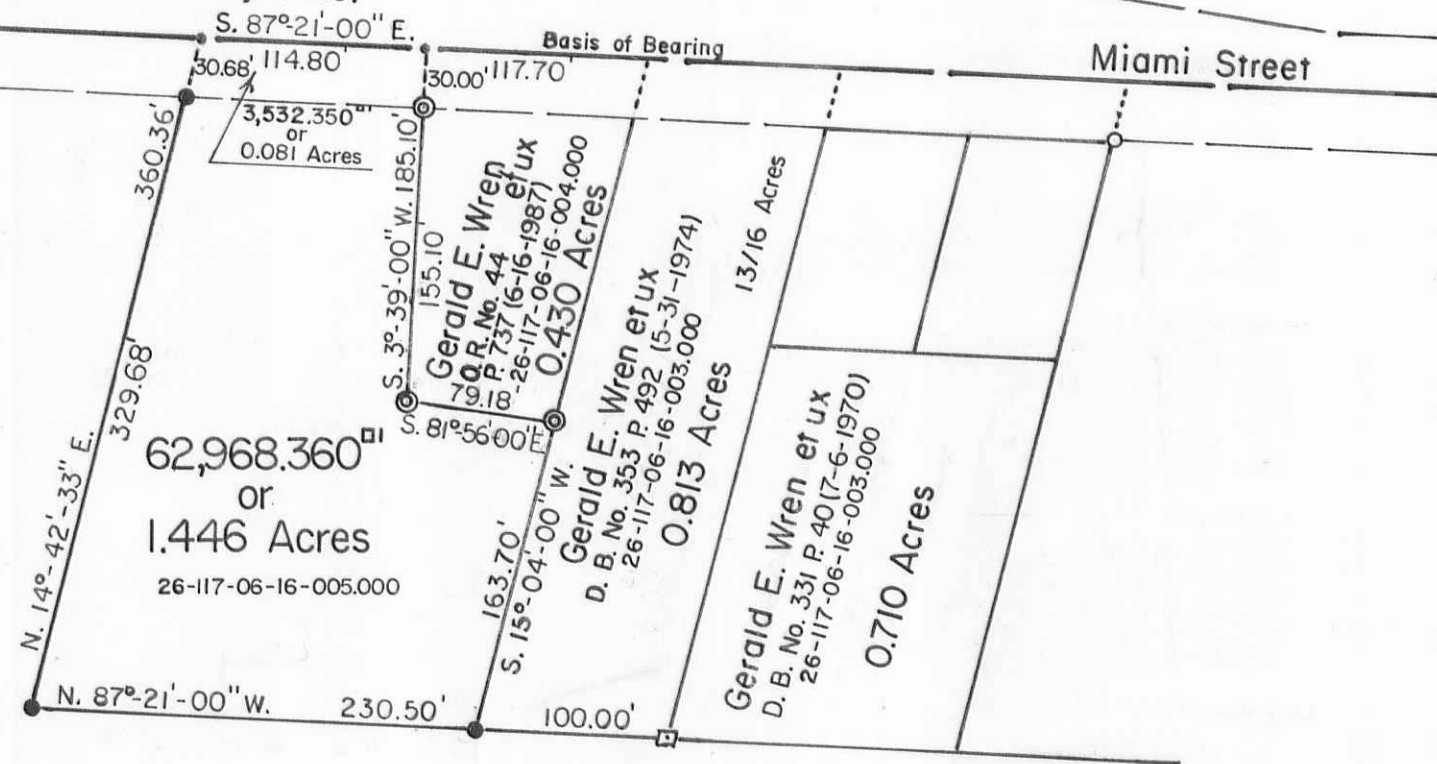 S. 87°-21'-00" E.
Basis of Bearing
Miami Street
30.68' 114.80'
30.00' 117.70'
3,532.350
or
0.081 Acres
360.36'
329.68'
N. 14°-42'-33" E.
S. 3°-39'-00" W. 185.10'
155.10
Gerald E. Wren
O.R. No. 44 et ux
P. 737 (6-16-1987)
26-117-06-16-004.000
0.430 Acres
79.18'
S. 81°56'00"E.
62,968.360
or
1.446 Acres
26-117-06-16-005.000
163.70'
S. 15°-04'-00" W.
Gerald E. Wren et ux
D. B. No. 353 P. 492 (5-31-1974)
26-117-06-16-003.000
0.813 Acres
13/16 Acres
Gerald E. Wren et ux
D. B. No. 331 P. 401 (7-6-1970)
26-117-06-16-003.000
0.710 Acres
N. 87°-21'-00" W. 230.50'
100.00'